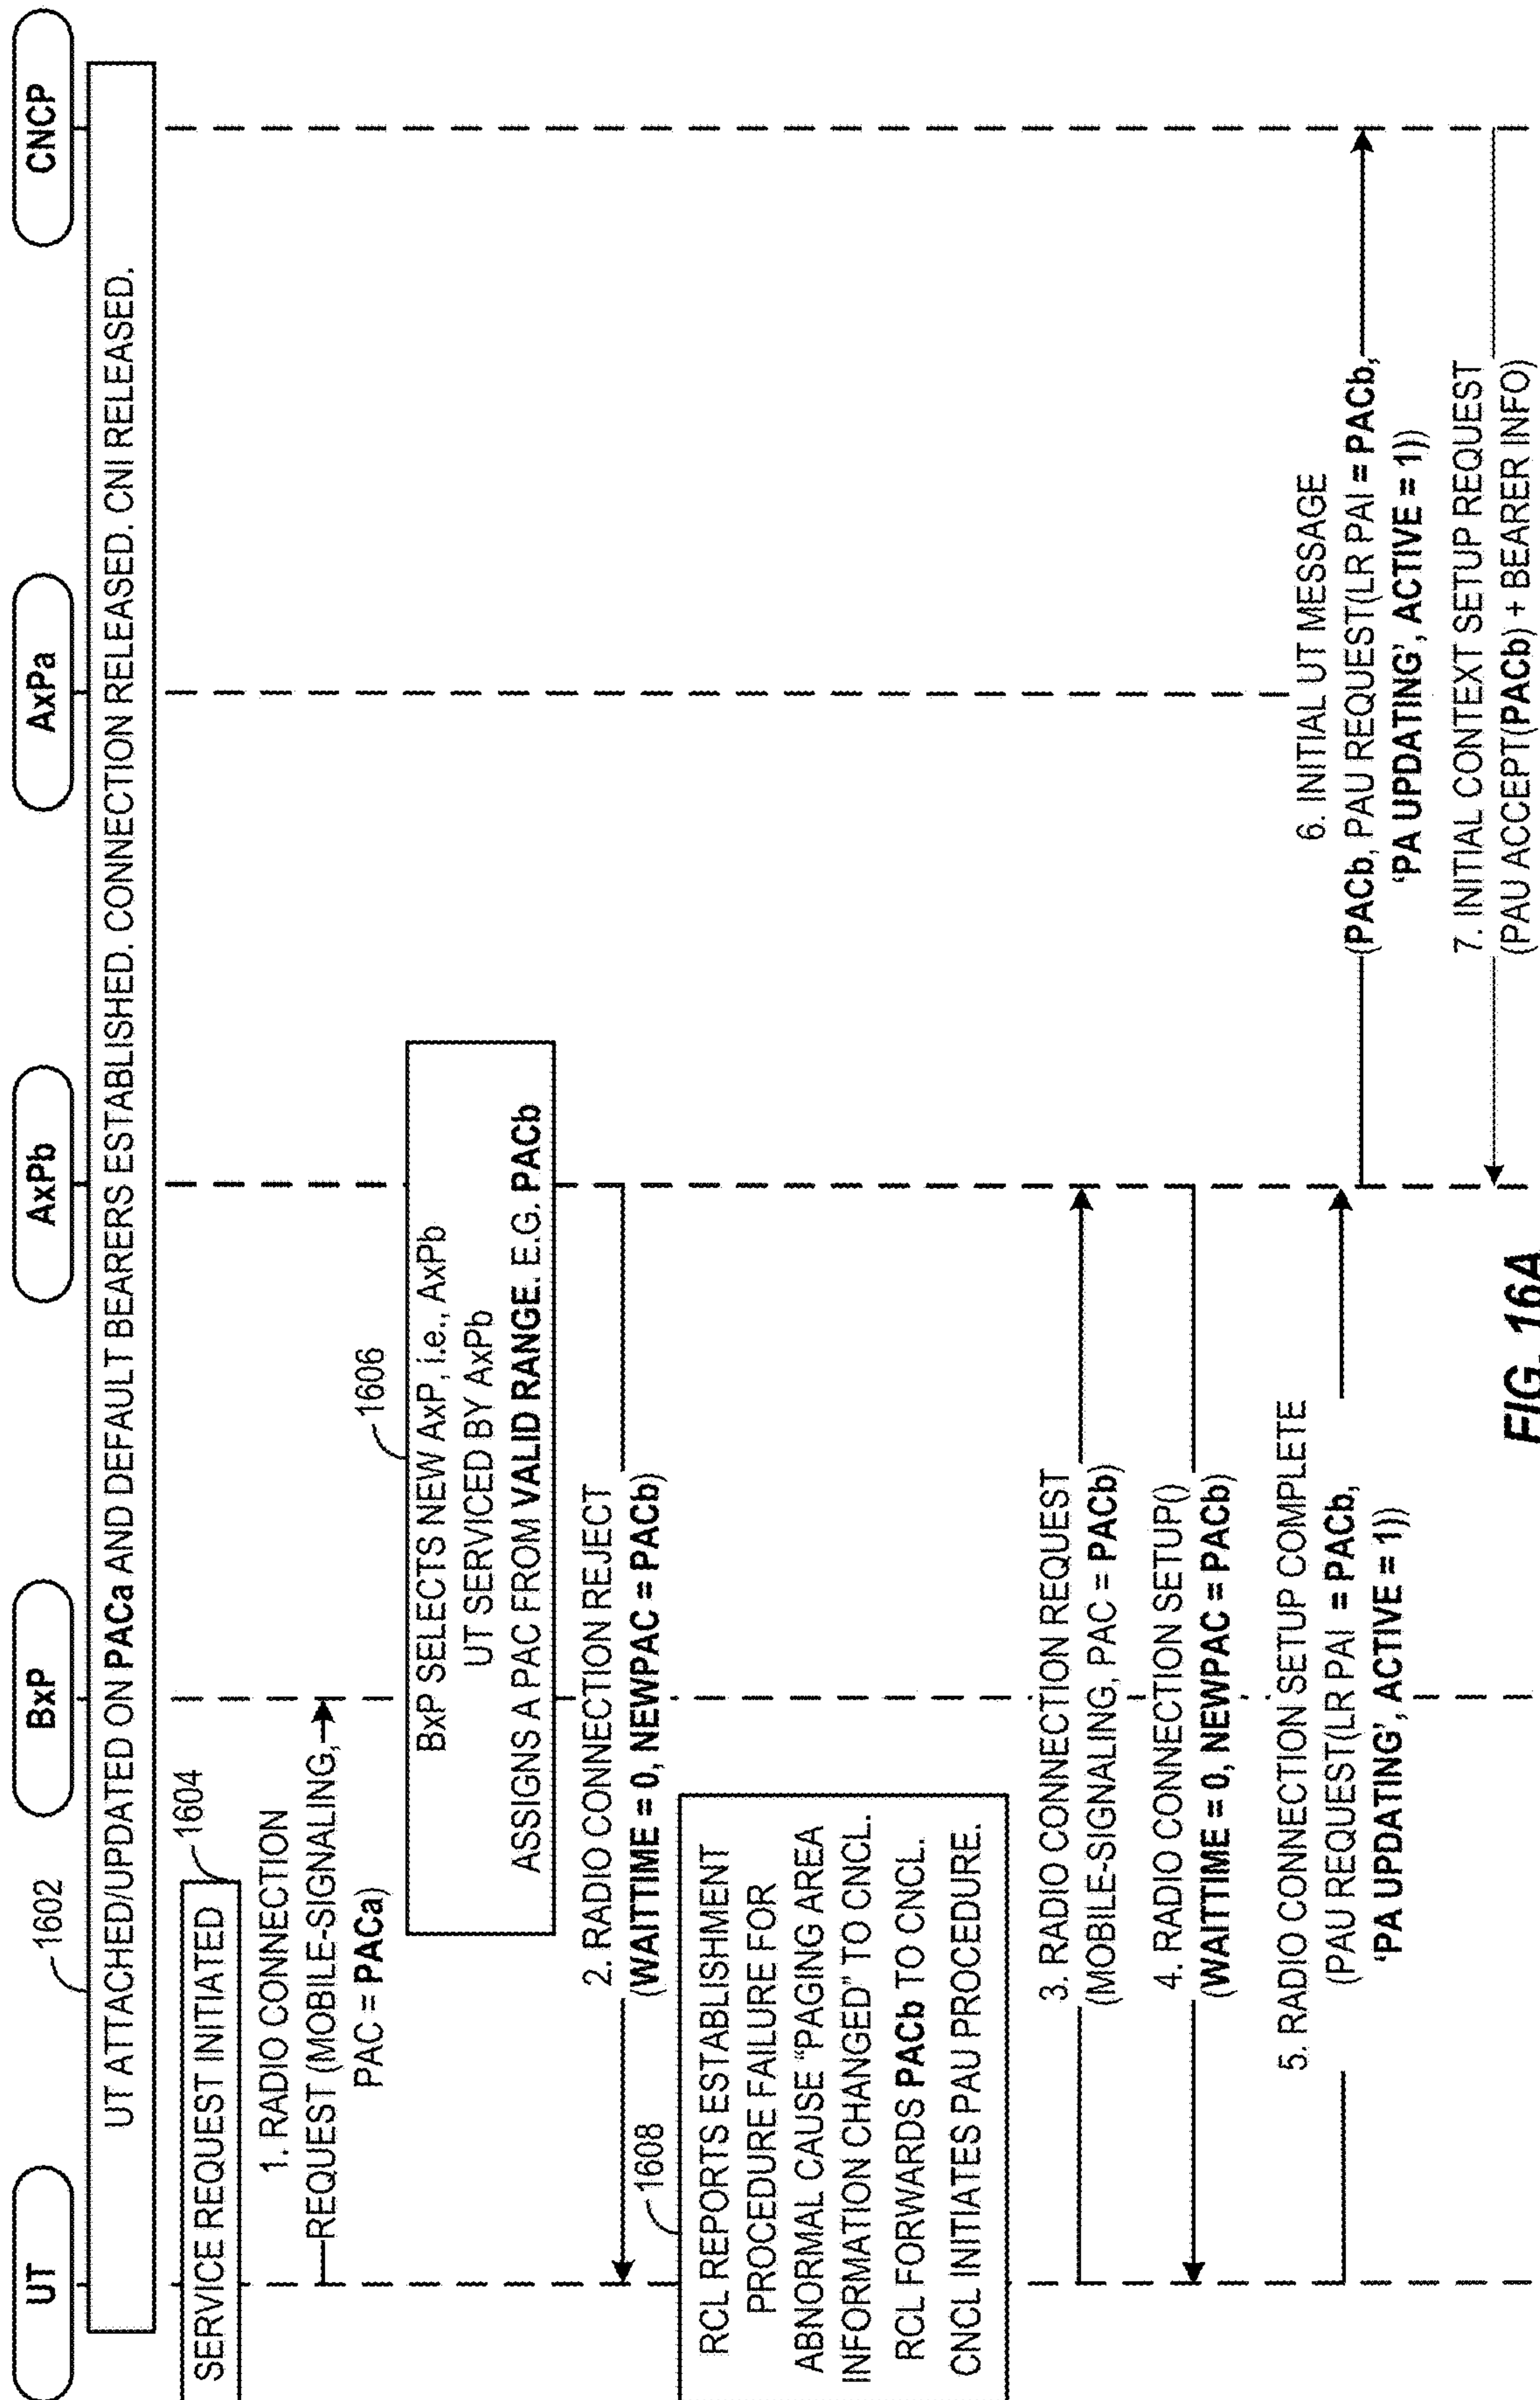 UT
BxP
AxPb
AxPa
CNCP
1602
UT ATTACHED/UPDATED ON PACa AND DEFAULT BEARERS ESTABLISHED. CONNECTION RELEASED. CNI RELEASED.
SERVICE REQUEST INITIATED
1604
1. RADIO CONNECTION
REQUEST (MOBILE-SIGNALING,
PAC = PACa)
1606
BxP SELECTS NEW AxP, i.e., AxPb
UT SERVICED BY AxPb
ASSIGNS A PAC FROM VALID RANGE. E.G. PACb
2. RADIO CONNECTION REJECT
(WAITTIME = 0, NEWPAC = PACb)
1608
RCL REPORTS ESTABLISHMENT
PROCEDURE FAILURE FOR
ABNORMAL CAUSE "PAGING AREA
INFORMATION CHANGED" TO CNCL.
RCL FORWARDS PACb TO CNCL.
CNCL INITIATES PAU PROCEDURE.
3. RADIO CONNECTION REQUEST
(MOBILE-SIGNALING, PAC = PACb)
4. RADIO CONNECTION SETUP()
(WAITTIME = 0, NEWPAC = PACb)
5. RADIO CONNECTION SETUP COMPLETE
(PAU REQUEST(LR PAI = PACb,
'PA UPDATING', ACTIVE = 1))
6. INITIAL UT MESSAGE
(PACb, PAU REQUEST(LR PAI = PACb,
'PA UPDATING', ACTIVE = 1))
7. INITIAL CONTEXT SETUP REQUEST
(PAU ACCEPT(PACb) + BEARER INFO)
FIG. 16A